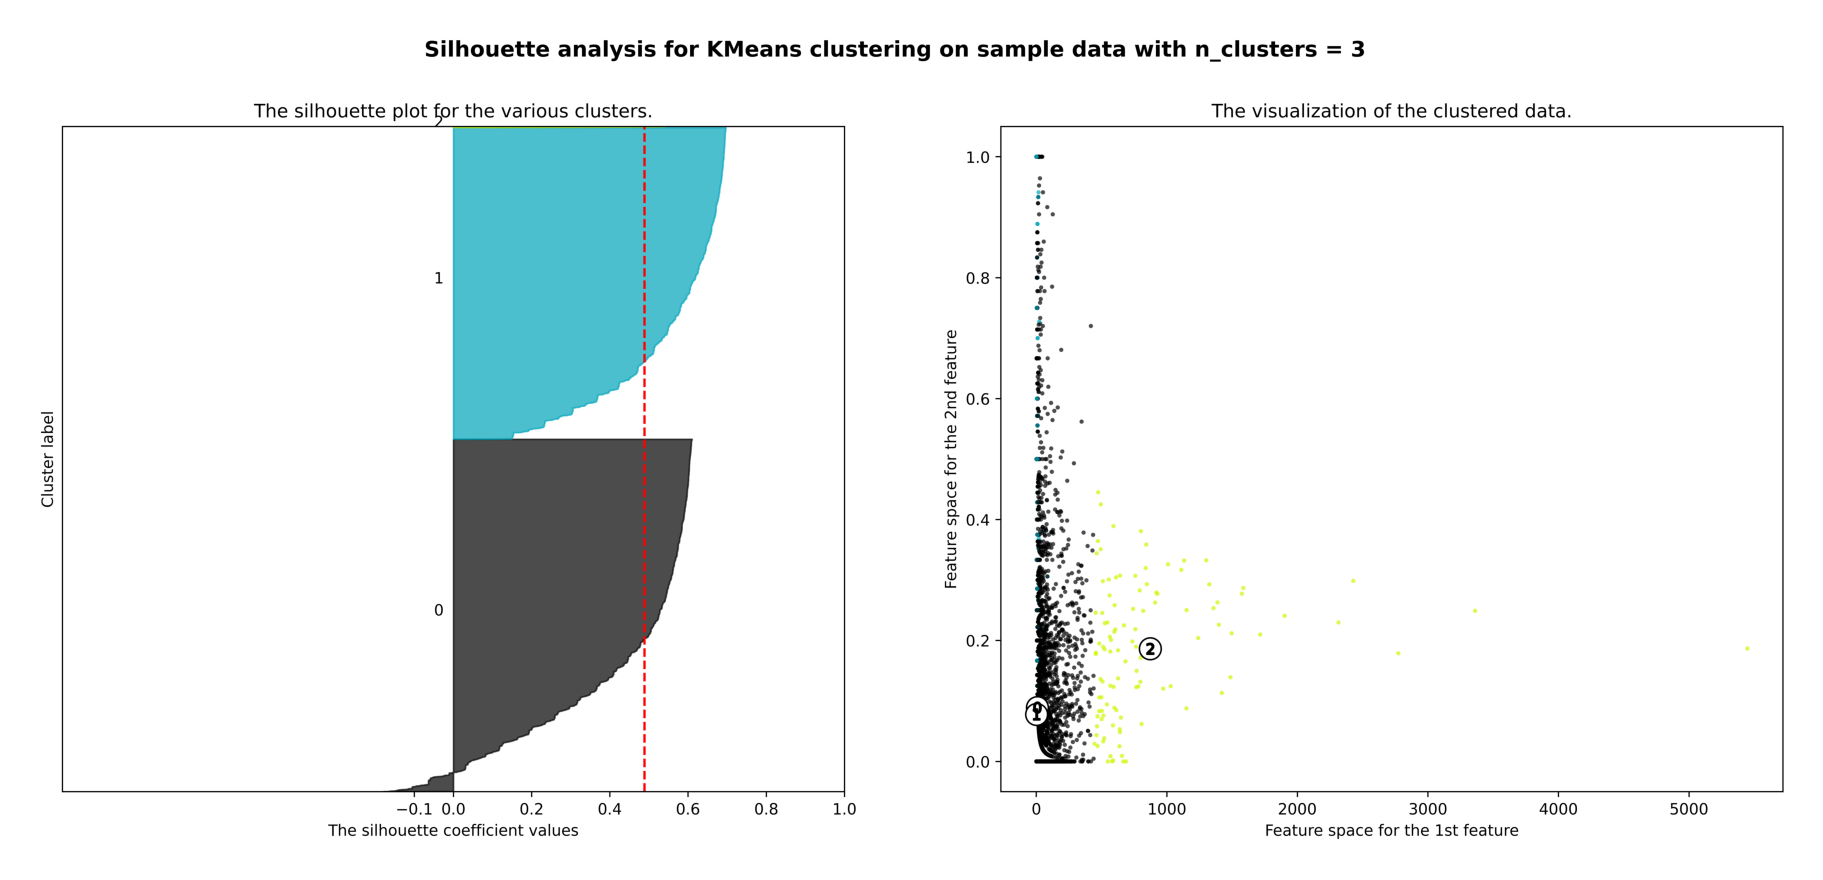 Silhouette analysis for KMeans clustering on sample data with n_clusters = 3
The silhouette plot for the various clusters.
2
1
0
Cluster label
−0.1 0.0 0.2 0.4 0.6 0.8 1.0
The silhouette coefficient values
The visualization of the clustered data.
1.0
0.8
0.6
0.4
0.2
0.0
Feature space for the 2nd feature
2
0
1
0 1000 2000 3000 4000 5000
Feature space for the 1st feature